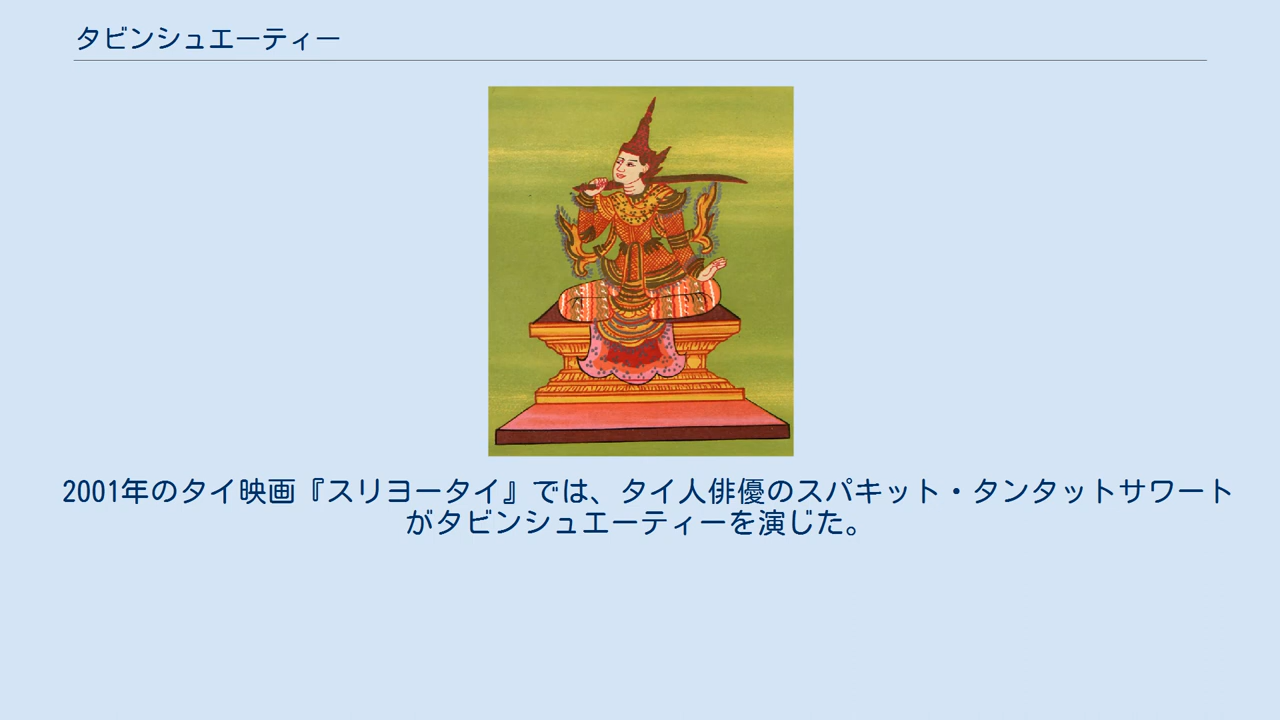 タビンシュエーティー
2001年のタイ映画『スリヨータイ』では、タイ人俳優のスパキット・タンタットサワート
がタビンシュエーティーを演じた。